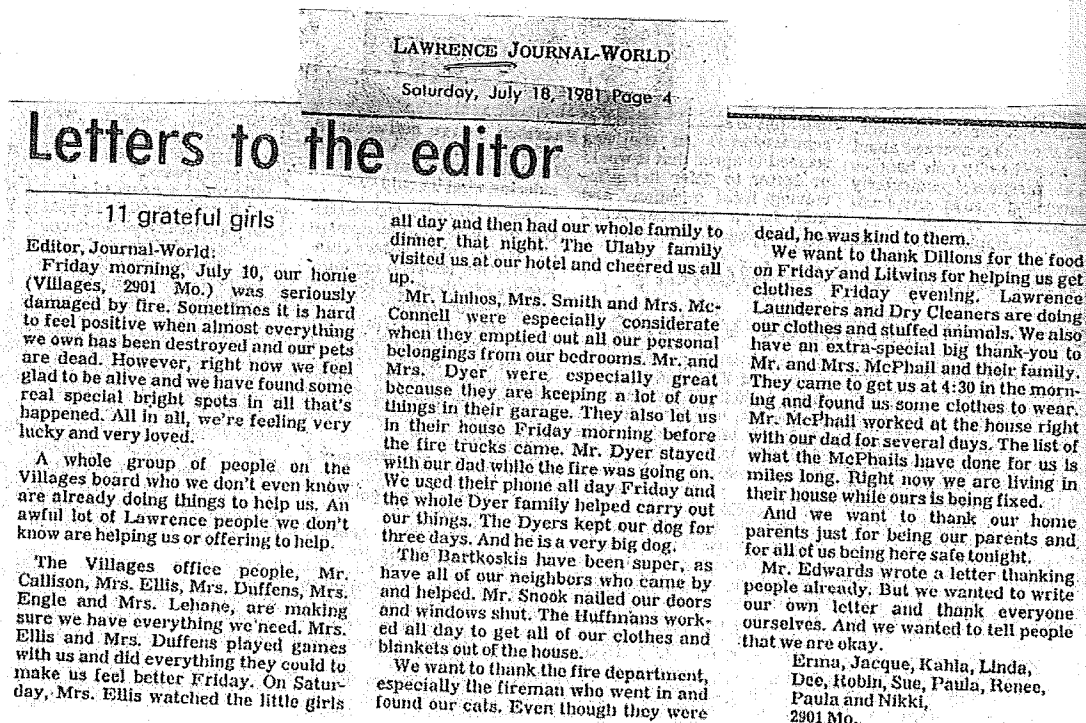 LAWRENCE JOURNAL-WORLD
Saturday, July 18, 1981 Page 4
Letters to the editor
11 grateful girls
Editor, Journal-World:
Friday morning, July 10, our home
(Villages, 2901 Mo.) was seriously
damaged by fire. Sometimes it is hard
to feel positive when almost everything
we own has been destroyed and our pets
are dead. However, right now we feel
glad to be alive and we have found some
real special bright spots in all that's
happened. All in all, we're feeling very
lucky and very loved.
A whole group of people on the
Villages board who we don't even know
are already doing things to help us. An
awful lot of Lawrence people we don't
know are helping us or offering to help.
The Villages office people, Mr.
Callison, Mrs. Ellis, Mrs. Duffens, Mrs.
Engle and Mrs. Lehane, are making
sure we have everything we need. Mrs.
Ellis and Mrs. Duffens played games
with us and did everything they could to
make us feel better Friday. On Satur-
day, Mrs. Ellis watched the little girls
all day and then had our whole family to
dinner that night. The Ulaby family
visited us at our hotel and cheered us all
up.
Mr. Linhos, Mrs. Smith and Mrs. Mc-
Connell were especially considerate
when they emptied out all our personal
belongings from our bedrooms. Mr. and
Mrs. Dyer were especially great
because they are keeping a lot of our
things in their garage. They also let us
in their house Friday morning before
the fire trucks came. Mr. Dyer stayed
with our dad while the fire was going on.
We used their phone all day Friday and
the whole Dyer family helped carry out
our things. The Dyers kept our dog for
three days. And he is a very big dog.
The Bartkoskis have been super, as
have all of our neighbors who came by
and helped. Mr. Snook nailed our doors
and windows shut. The Huffmans work-
ed all day to get all of our clothes and
blankets out of the house.
We want to thank the fire department,
especially the fireman who went in and
found our cats. Even though they were
dead, he was kind to them.
We want to thank Dillons for the food
on Friday and Litwins for helping us get
clothes Friday evening. Lawrence
Launderers and Dry Cleaners are doing
our clothes and stuffed animals. We also
have an extra-special big thank-you to
Mr. and Mrs. McPhail and their family.
They came to get us at 4:30 in the morn-
ing and found us some clothes to wear.
Mr. McPhail worked at the house right
with our dad for several days. The list of
what the McPhails have done for us is
miles long. Right now we are living in
their house while ours is being fixed.
And we want to thank our home
parents just for being our parents and
for all of us being here safe tonight.
Mr. Edwards wrote a letter thanking
people already. But we wanted to write
our own letter and thank everyone
ourselves. And we wanted to tell people
that we are okay.
Erma, Jacque, Kahla, Linda,
Dee, Robin, Sue, Paula, Renee,
Paula and Nikki,
2901 Mo.